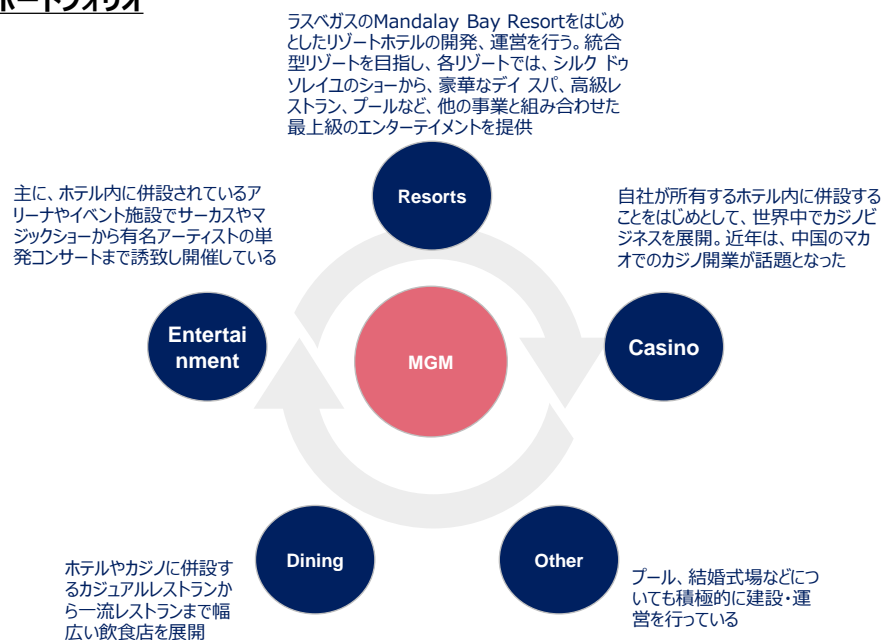 ポートフォリオ
ラスベガスのMandalay Bay Resortをはじめ
としたリゾートホテルの開発、運営を行う。統合
型リゾートを目指し、各リゾートでは、シルク ドゥ
ソレイユのショーから、豪華なデイ スパ、高級レ
ストラン、プールなど、他の事業と組み合わせた
最上級のエンターテイメントを提供
Resorts
主に、ホテル内に併設されているア
リーナやイベント施設でサーカスやマ
ジックショーから有名アーティストの単
発コンサートまで誘致し開催している
自社が所有するホテル内に併設する
ことをはじめとして、世界中でカジノビ
ジネスを展開。近年は、中国のマカ
オでのカジノ開業が話題となった
Entertai
nment
MGM
Casino
Dining
Other
ホテルやカジノに併設す
るカジュアルレストランか
ら一流レストランまで幅
広い飲食店を展開
プール、結婚式場などにつ
いても積極的に建設・運
営を行っている